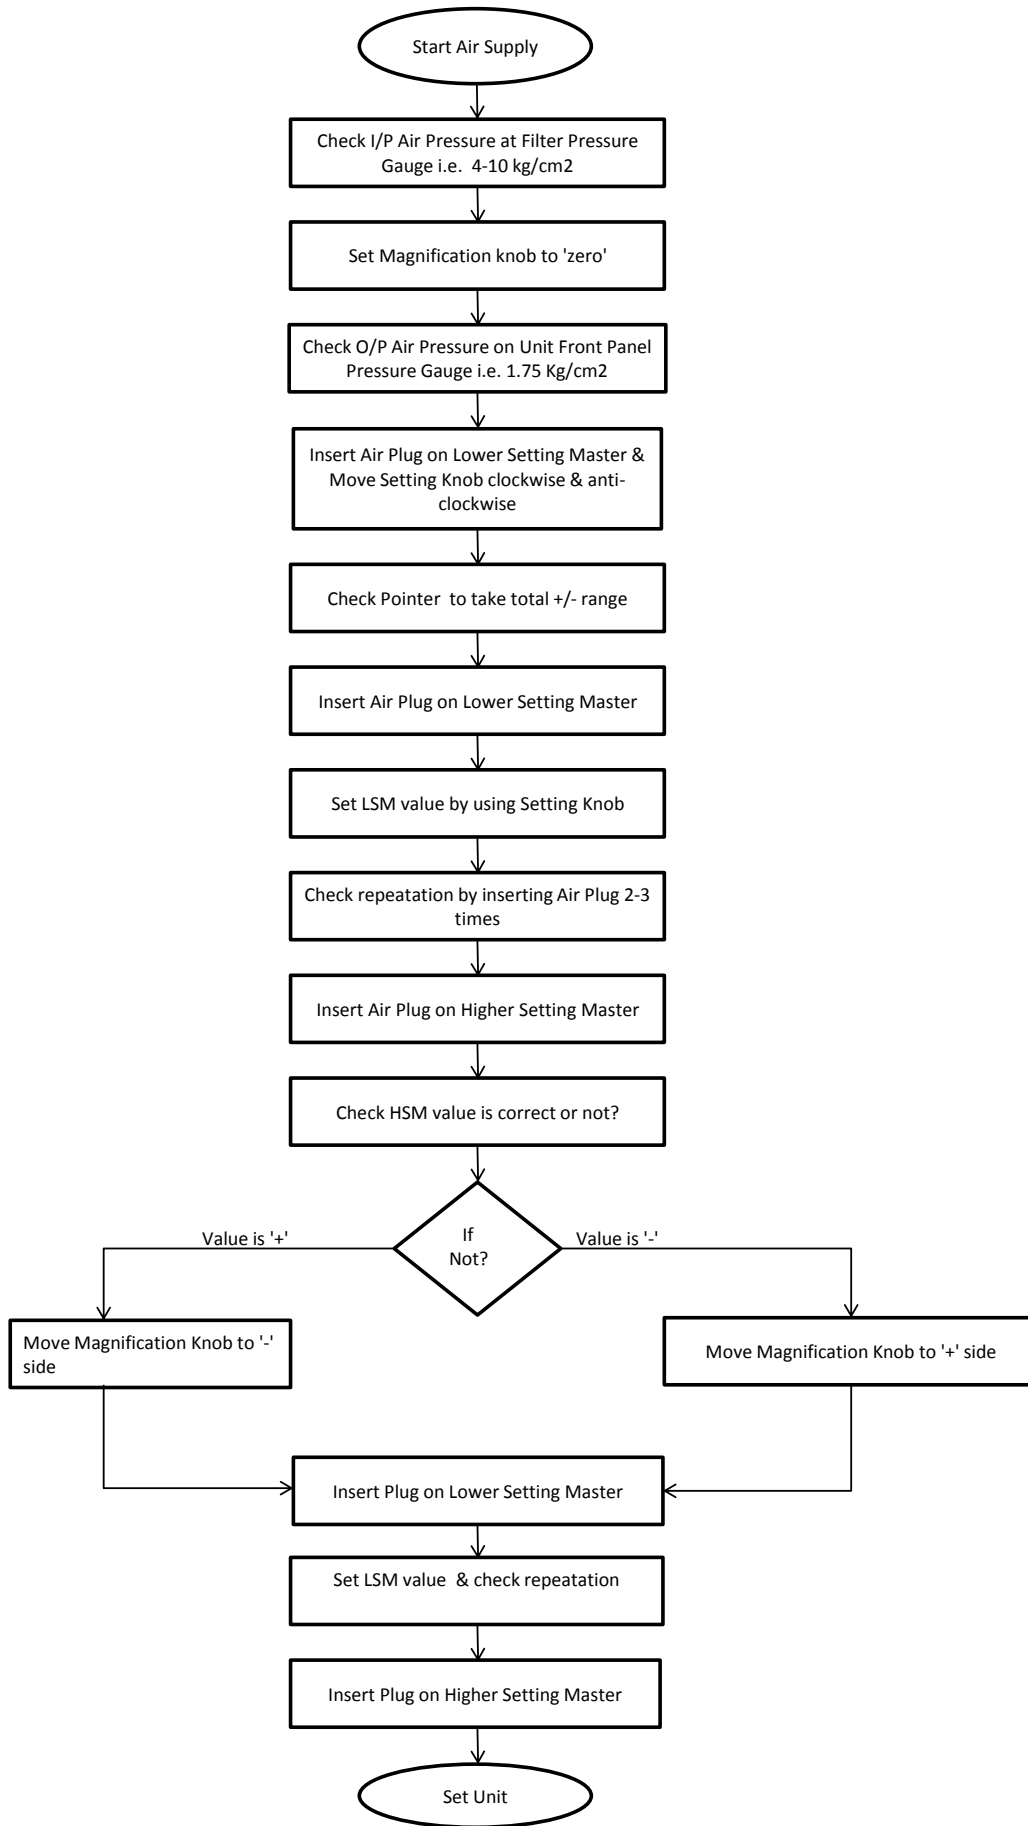 Start Air Supply
Check I/P Air Pressure at Filter Pressure
Gauge i.e.  4-10 kg/cm2
Set Magnification knob to 'zero'
Check O/P Air Pressure on Unit Front Panel
Pressure Gauge i.e. 1.75 Kg/cm2
Insert Air Plug on Lower Setting Master &
Move Setting Knob clockwise & anti-
clockwise
Check Pointer  to take total +/- range
Insert Air Plug on Lower Setting Master
Set LSM value by using Setting Knob
Check repeatation by inserting Air Plug 2-3
times
Insert Air Plug on Higher Setting Master
Check HSM value is correct or not?
If
Not?
Value is '+'
Value is '-'
Move Magnification Knob to '-'
side
Move Magnification Knob to '+' side
Insert Plug on Lower Setting Master
Set LSM value  & check repeatation
Insert Plug on Higher Setting Master
Set Unit